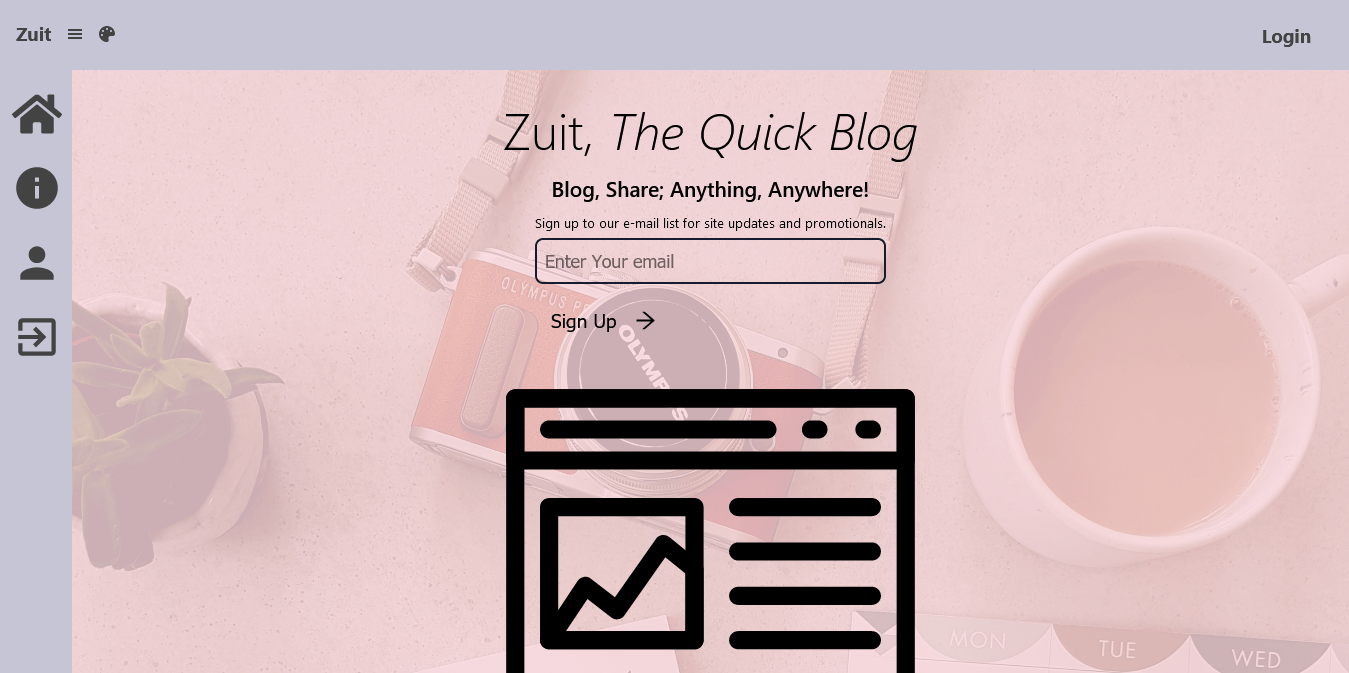 Zuit
Login
Zuit, The Quick Blog
Blog, Share; Anything, Anywhere!
Sign up to our e-mail list for site updates and promotionals.
Enter Your email
OLYMPUS
Sign Up
OLYMPUS
MON
TUE
WED